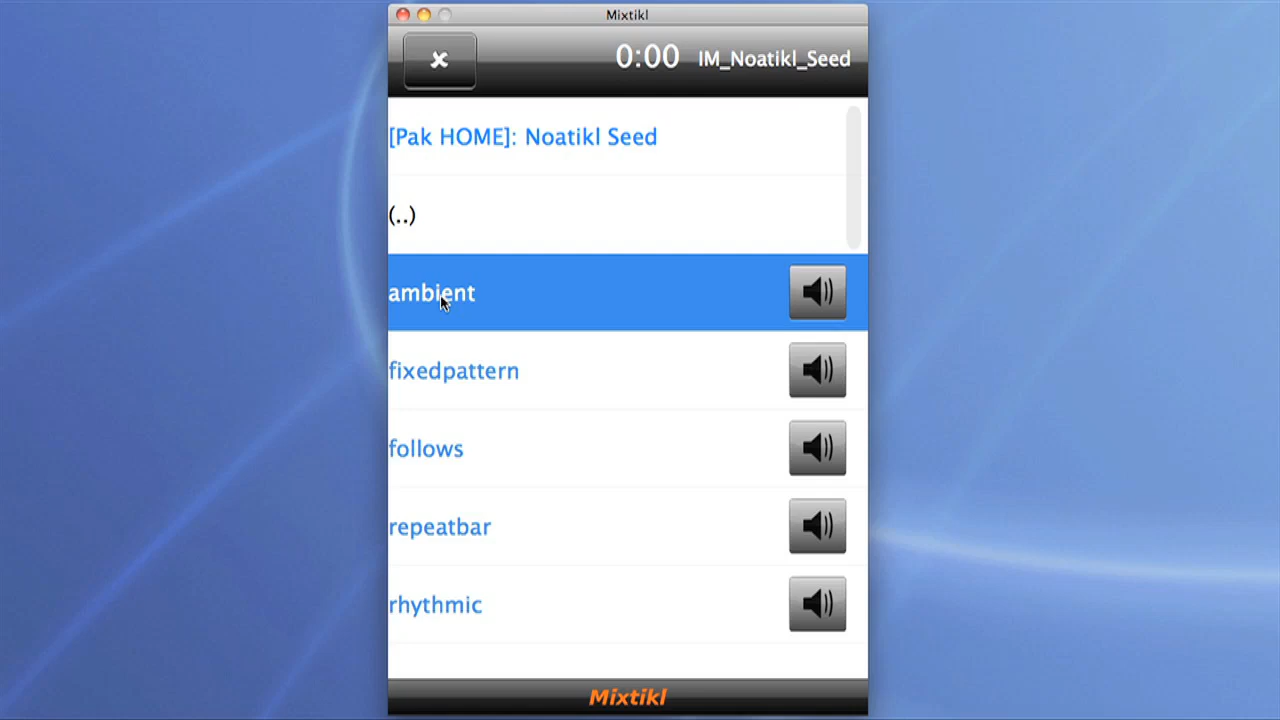 Mixtikl
0:00 IM_Noatikl_Seed
[Pak HOME]: Noatikl Seed
(..)
ambient
fixedpattern
follows
repeatbar
rhythmic
Mixtikl